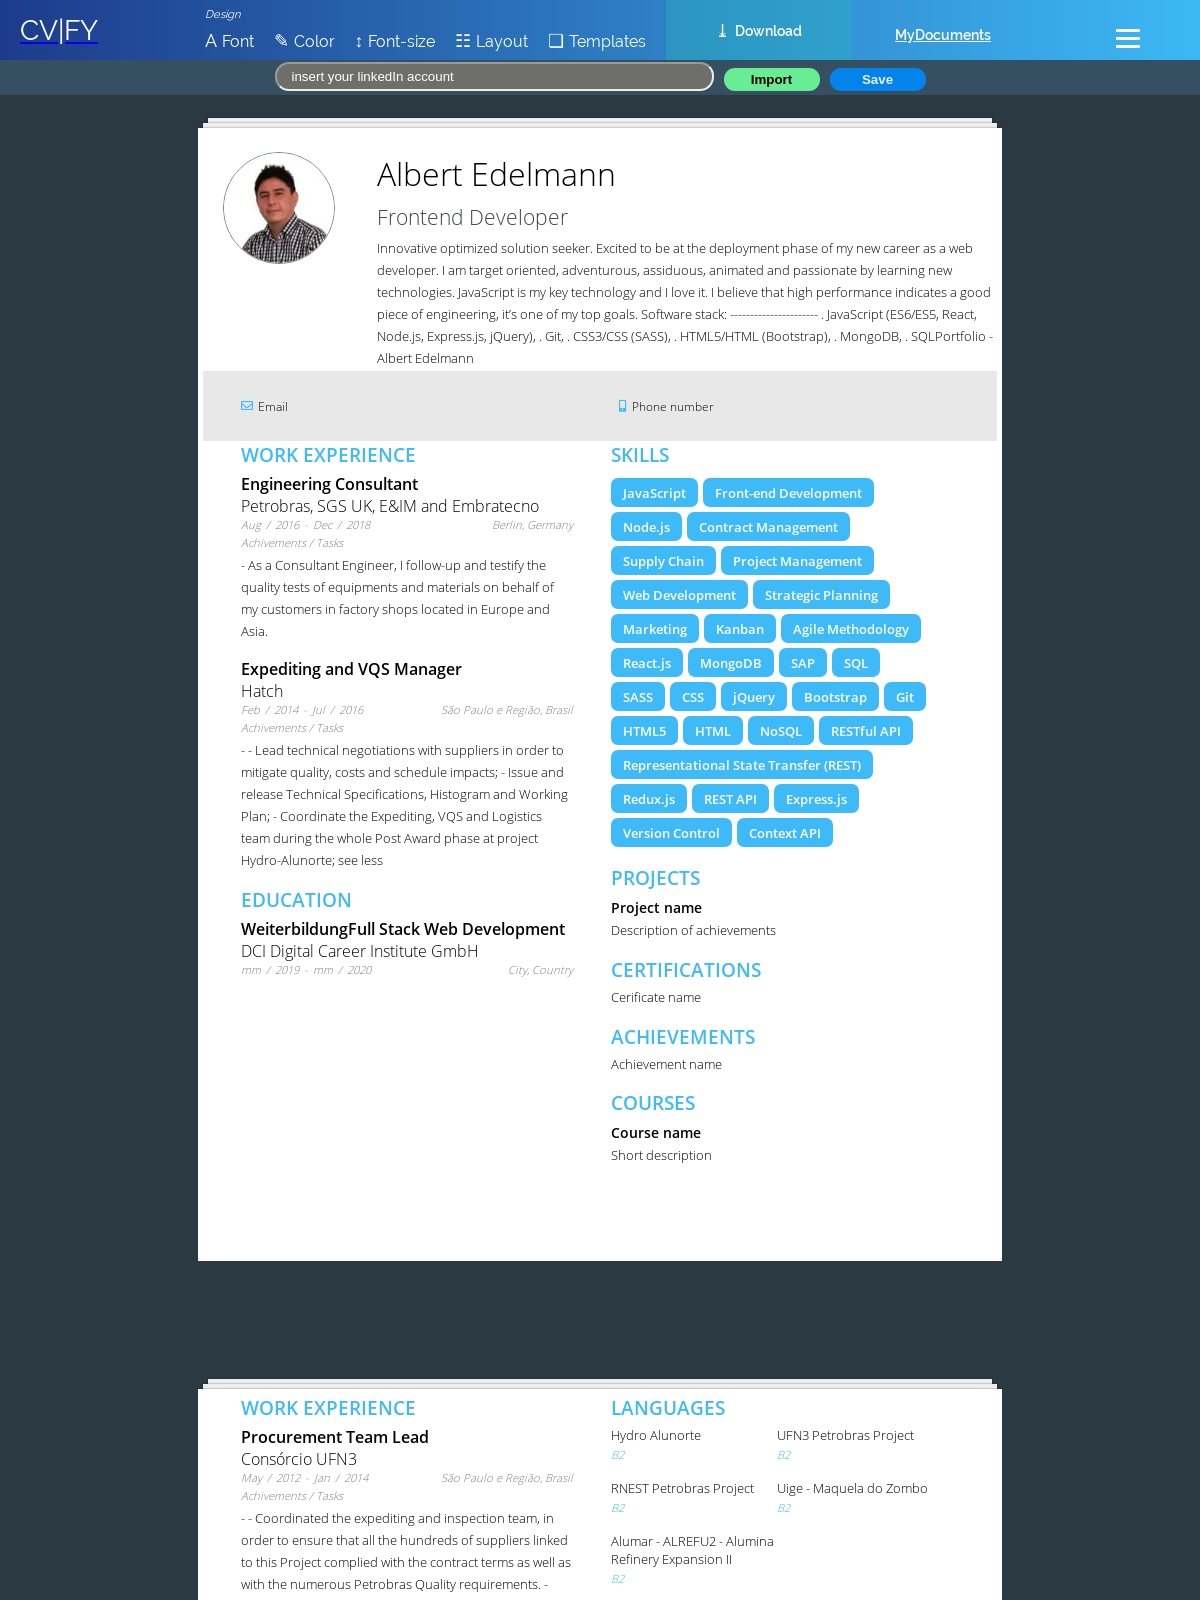 CV|FY
Design
A Font
Color
Font-size
Layout
Templates
Download
MyDocuments
insert your linkedIn account
Import
Save
Albert Edelmann
Frontend Developer
Innovative optimized solution seeker. Excited to be at the deployment phase of my new career as a web
developer. I am target oriented, adventurous, assiduous, animated and passionate by learning new
technologies. JavaScript is my key technology and I love it. I believe that high performance indicates a good
piece of engineering, it’s one of my top goals. Software stack: ---------------------- . JavaScript (ES6/ES5, React,
Node.js, Express.js, jQuery), . Git, . CSS3/CSS (SASS), . HTML5/HTML (Bootstrap), . MongoDB, . SQLPortfolio -
Albert Edelmann
Email
Phone number
WORK EXPERIENCE
Engineering Consultant
Petrobras, SGS UK, E&IM and Embratecno
Aug / 2016 - Dec / 2018
Berlin, Germany
Achivements / Tasks
- As a Consultant Engineer, I follow-up and testify the
quality tests of equipments and materials on behalf of
my customers in factory shops located in Europe and
Asia.
Expediting and VQS Manager
Hatch
Feb / 2014 - Jul / 2016
São Paulo e Região, Brasil
Achivements / Tasks
- - Lead technical negotiations with suppliers in order to
mitigate quality, costs and schedule impacts; - Issue and
release Technical Specifications, Histogram and Working
Plan; - Coordinate the Expediting, VQS and Logistics
team during the whole Post Award phase at project
Hydro-Alunorte; see less
EDUCATION
WeiterbildungFull Stack Web Development
DCI Digital Career Institute GmbH
mm / 2019 - mm / 2020
City, Country
SKILLS
JavaScript
Front-end Development
Node.js
Contract Management
Supply Chain
Project Management
Web Development
Strategic Planning
Marketing
Kanban
Agile Methodology
React.js
MongoDB
SAP
SQL
SASS
CSS
jQuery
Bootstrap
Git
HTML5
HTML
NoSQL
RESTful API
Representational State Transfer (REST)
Redux.js
REST API
Express.js
Version Control
Context API
PROJECTS
Project name
Description of achievements
CERTIFICATIONS
Cerificate name
ACHIEVEMENTS
Achievement name
COURSES
Course name
Short description
WORK EXPERIENCE
Procurement Team Lead
Consórcio UFN3
May / 2012 - Jan / 2014
São Paulo e Região, Brasil
Achivements / Tasks
- - Coordinated the expediting and inspection team, in
order to ensure that all the hundreds of suppliers linked
to this Project complied with the contract terms as well as
with the numerous Petrobras Quality requirements. -
LANGUAGES
Hydro Alunorte
B2
UFN3 Petrobras Project
B2
RNEST Petrobras Project
B2
Uige - Maquela do Zombo
B2
Alumar - ALREFU2 - Alumina
Refinery Expansion II
B2